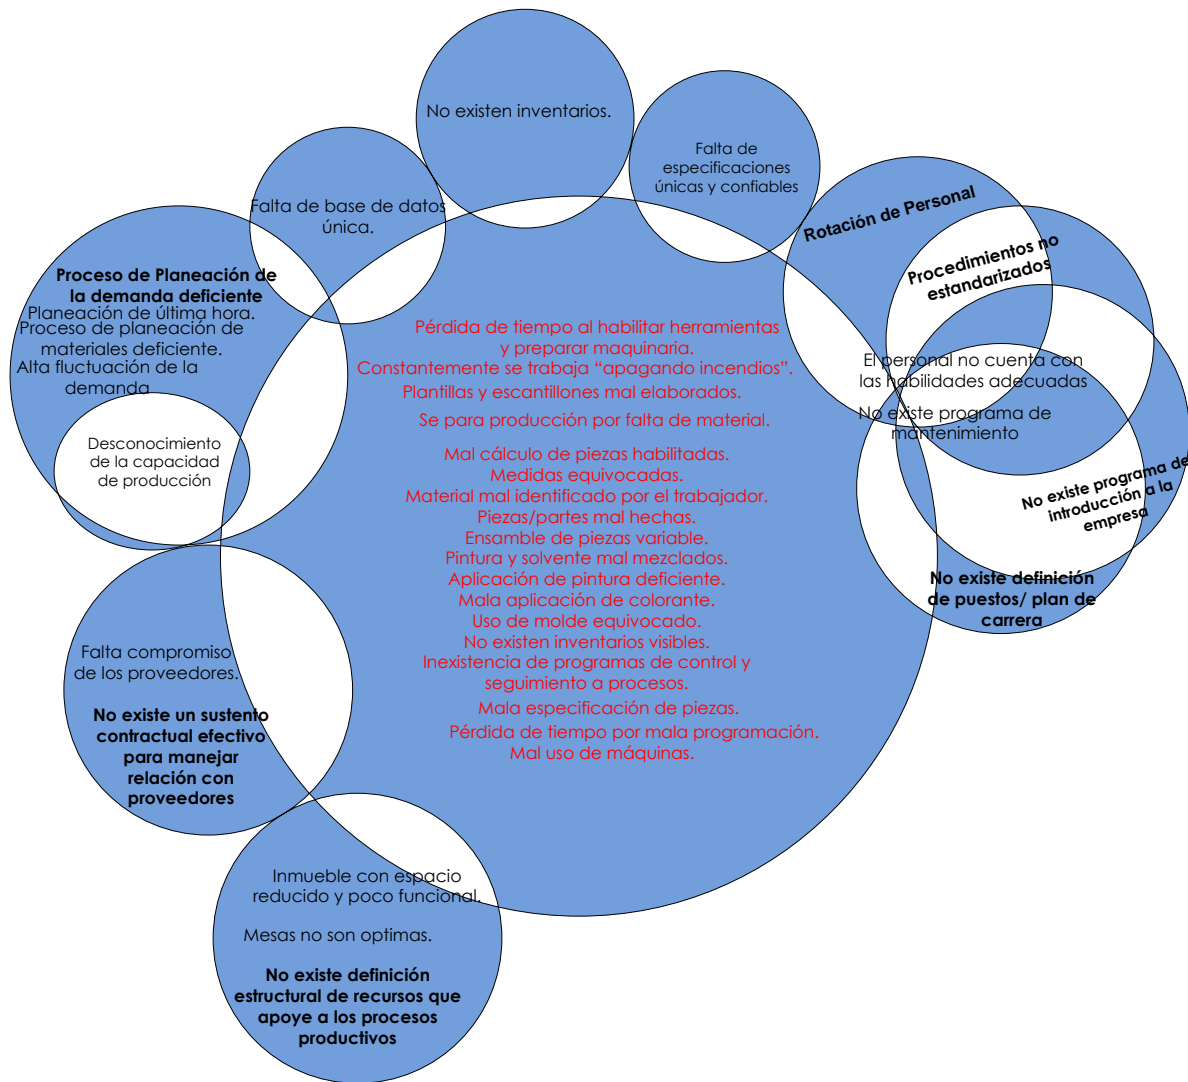 No existen inventarios.
Falta de
especificaciones
únicas y confiables
Falta de base de datos
única.
Rotación de Personal
Procedimientos no
estandarizados
Proceso de Planeación de
la demanda deficiente
Planeación de última hora.
Proceso de planeación de
materiales deficiente.
Alta fluctuación de la
demanda
Desconocimiento
de la capacidad
de producción
Pérdida de tiempo al habilitar herramientas
y preparar maquinaria.
Constantemente se trabaja “apagando incendios”.
Plantillas y escantillones mal elaborados.
Se para producción por falta de material.
Mal cálculo de piezas habilitadas.
Medidas equivocadas.
Material mal identificado por el trabajador.
Piezas/partes mal hechas.
Ensamble de piezas variable.
Pintura y solvente mal mezclados.
Aplicación de pintura deficiente.
Mala aplicación de colorante.
Uso de molde equivocado.
No existen inventarios visibles.
Inexistencia de programas de control y
seguimiento a procesos.
Mala especificación de piezas.
Pérdida de tiempo por mala programación.
Mal uso de máquinas.
El personal no cuenta con
las habilidades adecuadas
No existe programa de
mantenimiento
No existe programa de
introducción a la
empresa
No existe definición
de puestos/ plan de
carrera
Falta compromiso
de los proveedores.
No existe un sustento
contractual efectivo
para manejar
relación con
proveedores
Inmueble con espacio
reducido y poco funcional.
Mesas no son optimas.
No existe definición
estructural de recursos que
apoye a los procesos
productivos